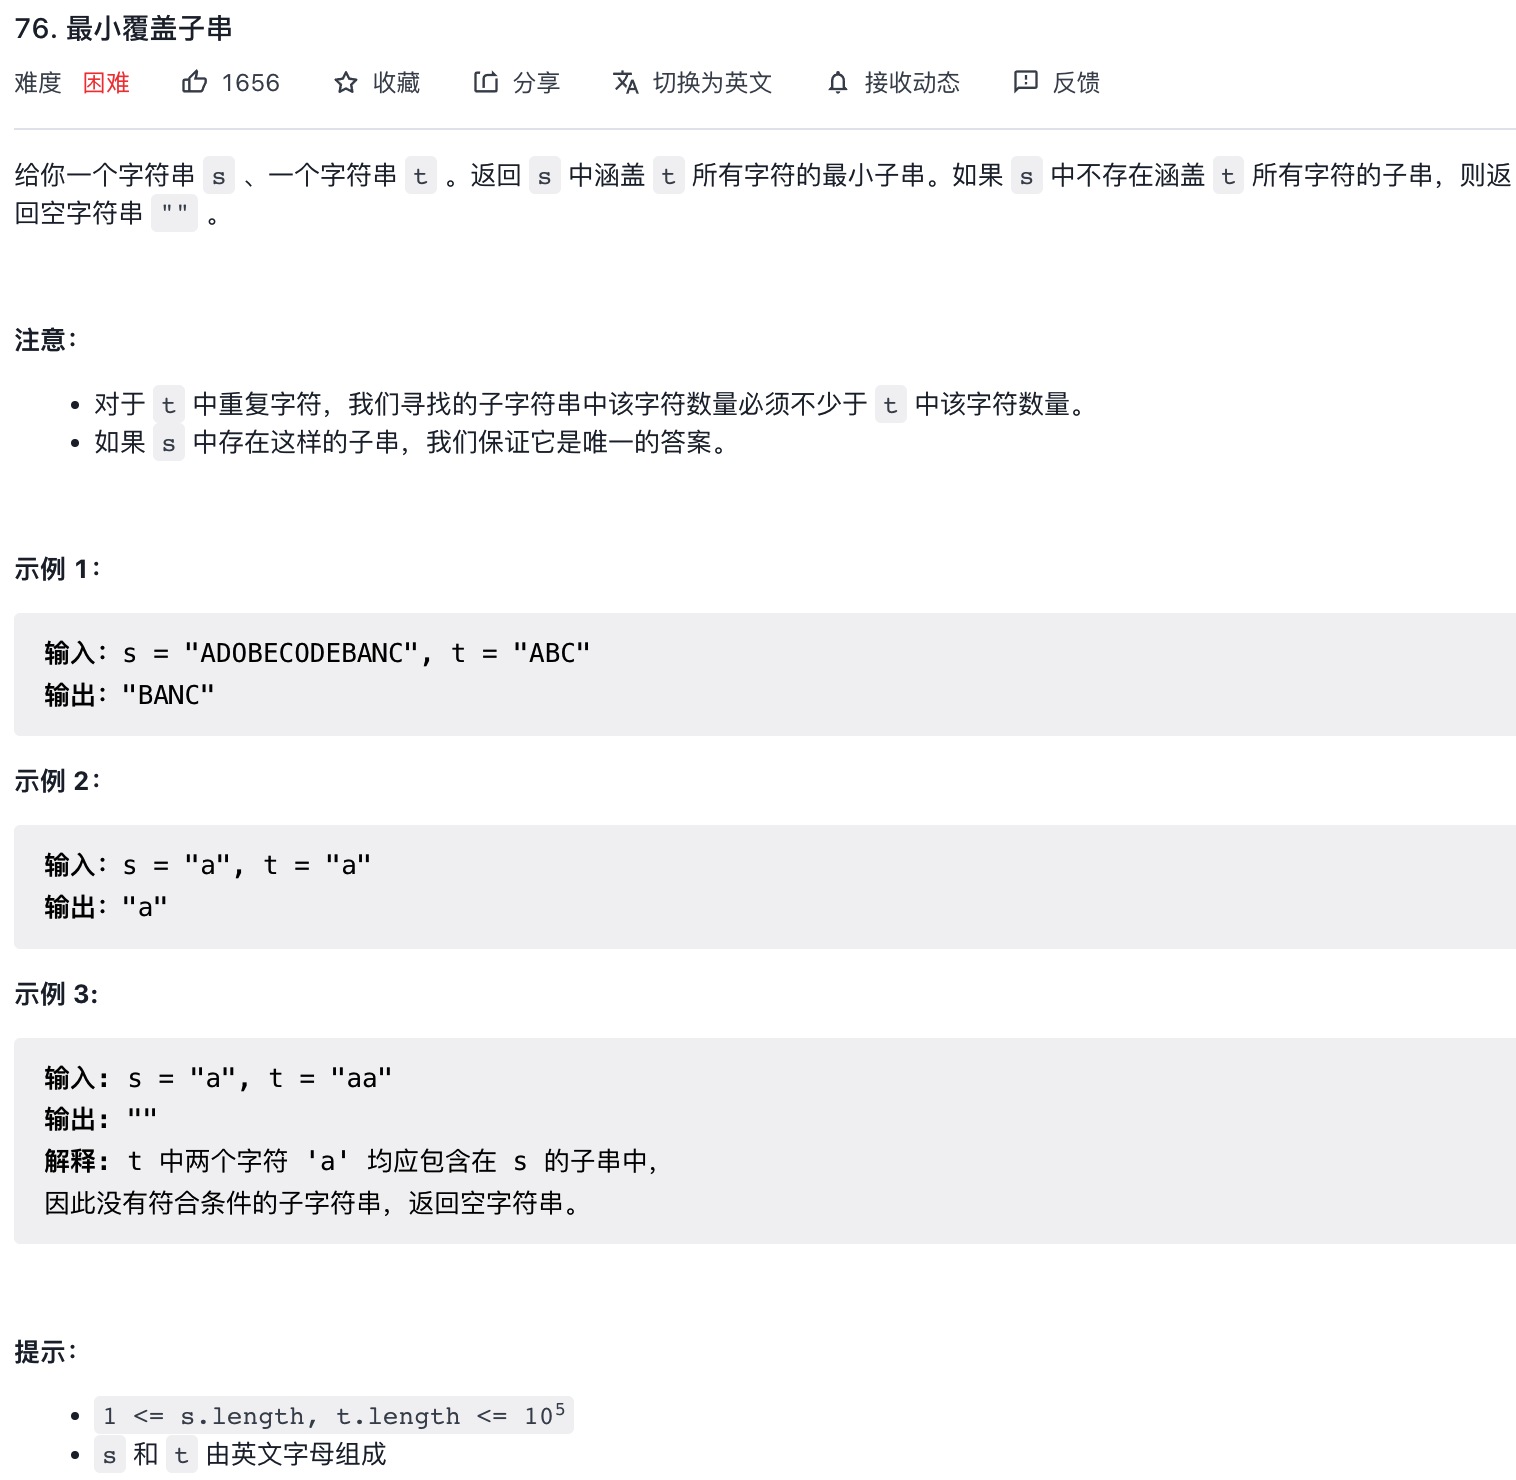 76. 最小覆盖子串
难度 困难 1656 收藏 分享 切换为英文 接收动态 反馈
给你一个字符串 s 、一个字符串 t 。返回 s 中涵盖 t 所有字符的最小子串。如果 s 中不存在涵盖 t 所有字符的子串，则返
回空字符串 "" 。
注意：
• 对于 t 中重复字符，我们寻找的子字符串中该字符数量必须不少于 t 中该字符数量。
• 如果 s 中存在这样的子串，我们保证它是唯一的答案。
示例 1：
输入：s = "ADOBECODEBANC", t = "ABC"
输出："BANC"
示例 2：
输入：s = "a", t = "a"
输出："a"
示例 3:
输入: s = "a", t = "aa"
输出: ""
解释: t 中两个字符 'a' 均应包含在 s 的子串中，
因此没有符合条件的子字符串，返回空字符串。
提示：
• 1 <= s.length, t.length <= 10⁵
• s 和 t 由英文字母组成